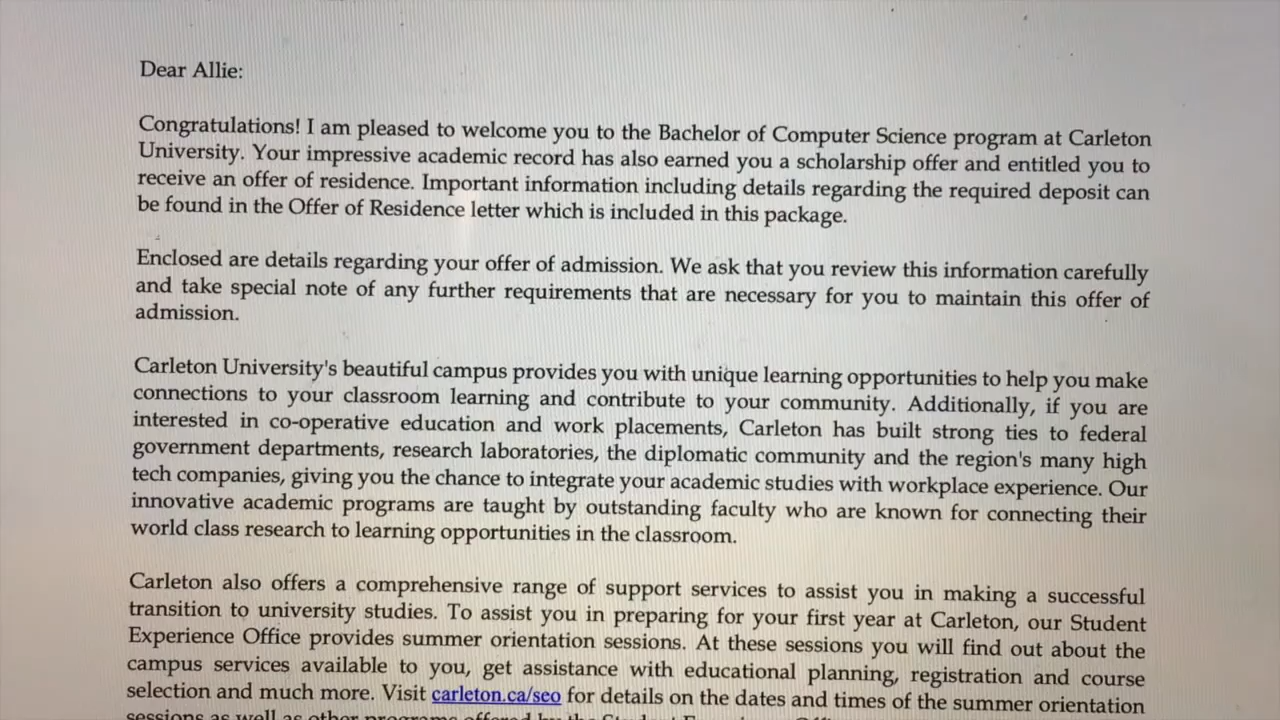 Dear Allie:
Congratulations! I am pleased to welcome you to the Bachelor of Computer Science program at Carleton
University. Your impressive academic record has also earned you a scholarship offer and entitled you to
receive an offer of residence. Important information including details regarding the required deposit can
be found in the Offer of Residence letter which is included in this package.
Enclosed are details regarding your offer of admission. We ask that you review this information carefully
and take special note of any further requirements that are necessary for you to maintain this offer of
admission.
Carleton University's beautiful campus provides you with unique learning opportunities to help you make
connections to your classroom learning and contribute to your community. Additionally, if you are
interested in co-operative education and work placements, Carleton has built strong ties to federal
government departments, research laboratories, the diplomatic community and the region's many high
tech companies, giving you the chance to integrate your academic studies with workplace experience. Our
innovative academic programs are taught by outstanding faculty who are known for connecting their
world class research to learning opportunities in the classroom.
Carleton also offers a comprehensive range of support services to assist you in making a successful
transition to university studies. To assist you in preparing for your first year at Carleton, our Student
Experience Office provides summer orientation sessions. At these sessions you will find out about the
campus services available to you, get assistance with educational planning, registration and course
selection and much more. Visit carleton.ca/seo for details on the dates and times of the summer orientation
sessions as well as other programs offered by the Student